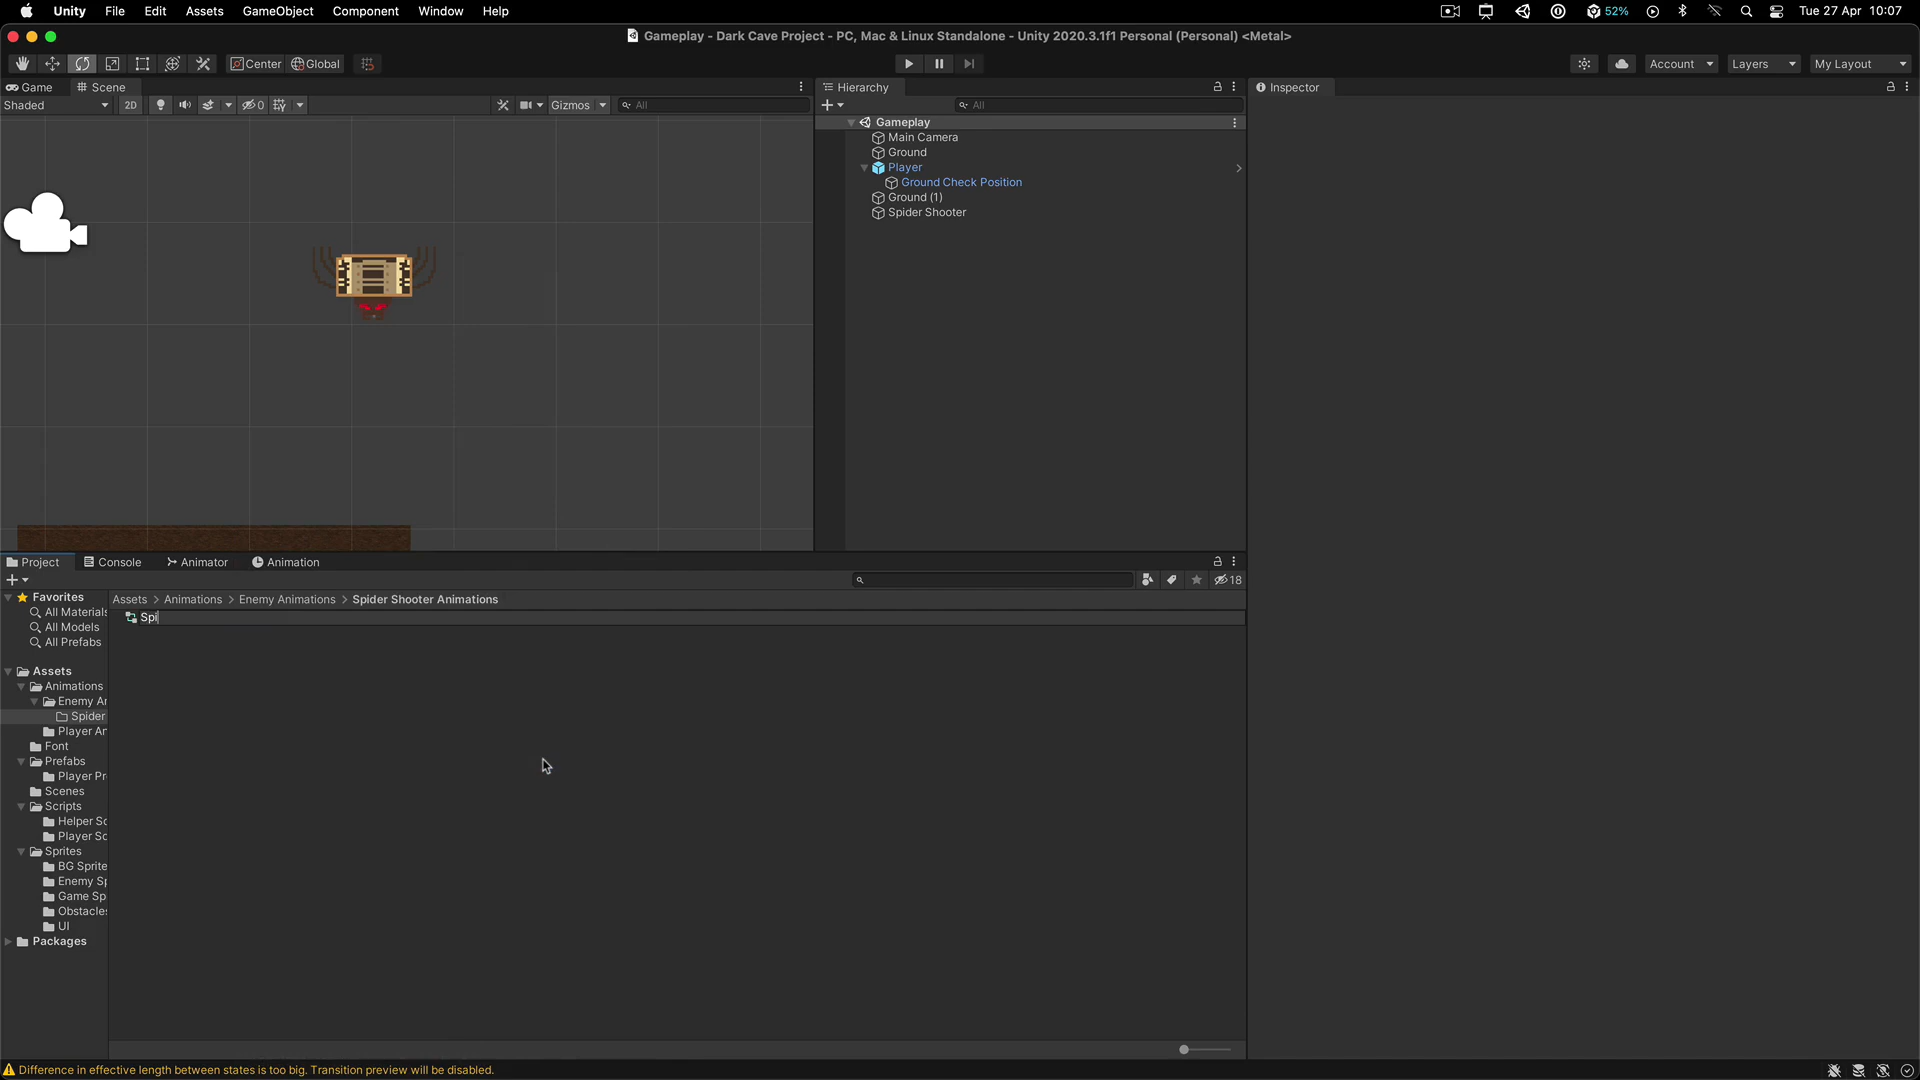 Unity File Edit Assets GameObject Component Window Help 52% Tue 27 Apr 10:07
Gameplay - Dark Cave Project - PC, Mac & Linux Standalone - Unity 2020.3.1f1 Personal (Personal) <Metal>
Center Global Account Layers My Layout
Game Scene Hierarchy Inspector
Shaded 2D 0 Gizmos All All
Gameplay
Main Camera
Ground
Player
Ground Check Position
Ground (1)
Spider Shooter
Project Console Animator Animation
18
Favorites
All Materials
All Models
All Prefabs
Assets > Animations > Enemy Animations > Spider Shooter Animations
Spi
Assets
Animations
Enemy Ar
Spider
Player Ar
Font
Prefabs
Player Pr
Scenes
Scripts
Helper Sc
Player Sc
Sprites
BG Sprite
Enemy Sp
Game Sp
Obstacles
UI
Packages
Difference in effective length between states is too big. Transition preview will be disabled.